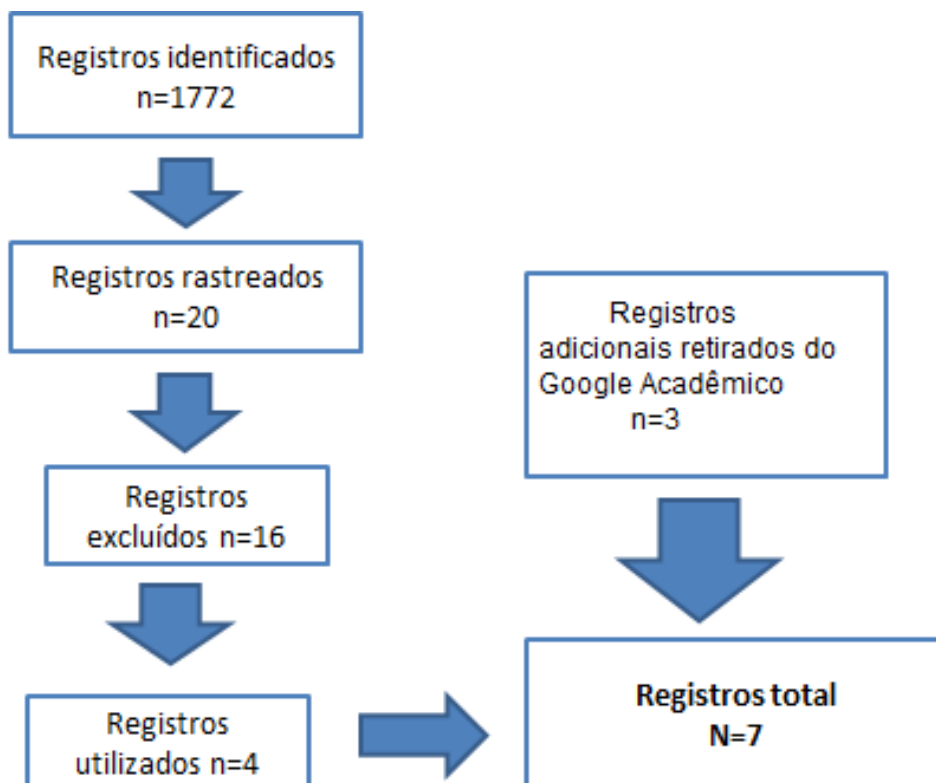 Registros identificados
n=1772
Registros rastreados
n=20
Registros
excluídos n=16
Registros
utilizados n=4
Registros
adicionais retirados do
Google Acadêmico
n=3
Registros total
N=7